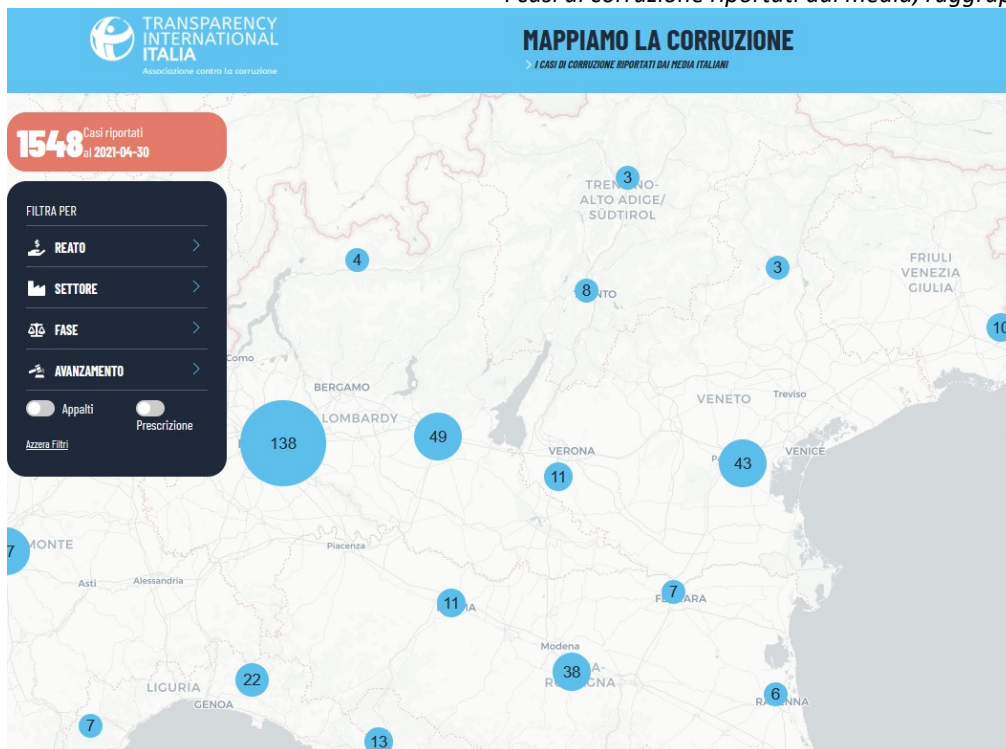 i casi di corruzione riportati dai media, raggrup
TRANSPARENCY
INTERNATIONAL
ITALIA
Associazione contro la corruzione
MAPPIAMO LA CORRUZIONE
I CASI DI CORRUZIONE RIPORTATI DAI MEDIA ITALIANI
1548 Casi riportati
al 2021-04-30
FILTRA PER
REATO
SETTORE
FASE
AVANZAMENTO
Appalti
Prescrizione
Azzera Filtri
3
ALTO ADIGE/
SÜDTIROL
4
3
FRIULI
VENEZIA
GIULIA
8
10
Como
BERGAMO
LOMBARDY
VENETO
Treviso
138
49
VERONA
11
43
VENICE
7
MONTE
Piacenza
Asti
Alessandria
11
7
Modena
38
22
LIGURIA
GENOA
6
7
13